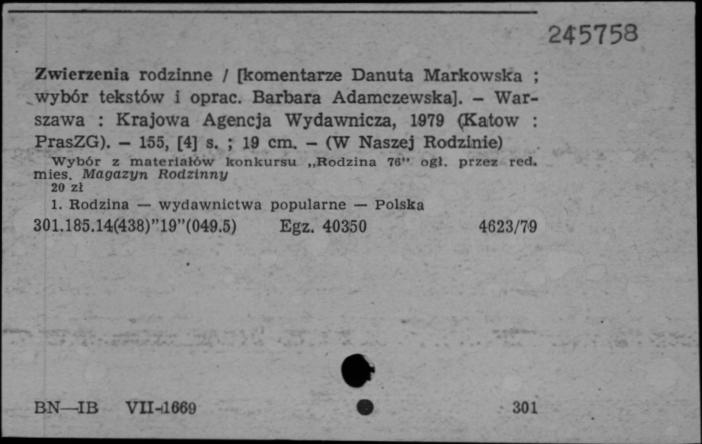 245758
Zwierzenia rodzinne / [komentarze Danuta Markowska ;
wybór tekstów i oprac. Barbara Adamczewska]. — War-
szawa : Krajowa Agencja Wydawnicza, 1979 (Katow :
PrasZG). — 155, [4] s. ; 19 cm. — (W Naszej Rodzinie)
Wybór z materiałów konkursu „Rodzina 76” ogł. przez red.
mies. Magazyn Rodzinny
20 zł
1. Rodzina — wydawnictwa popularne — Polska
301.185.14(438)”19”(049.5) Egz. 40350 4623/79
BN—IB VII-1669 301